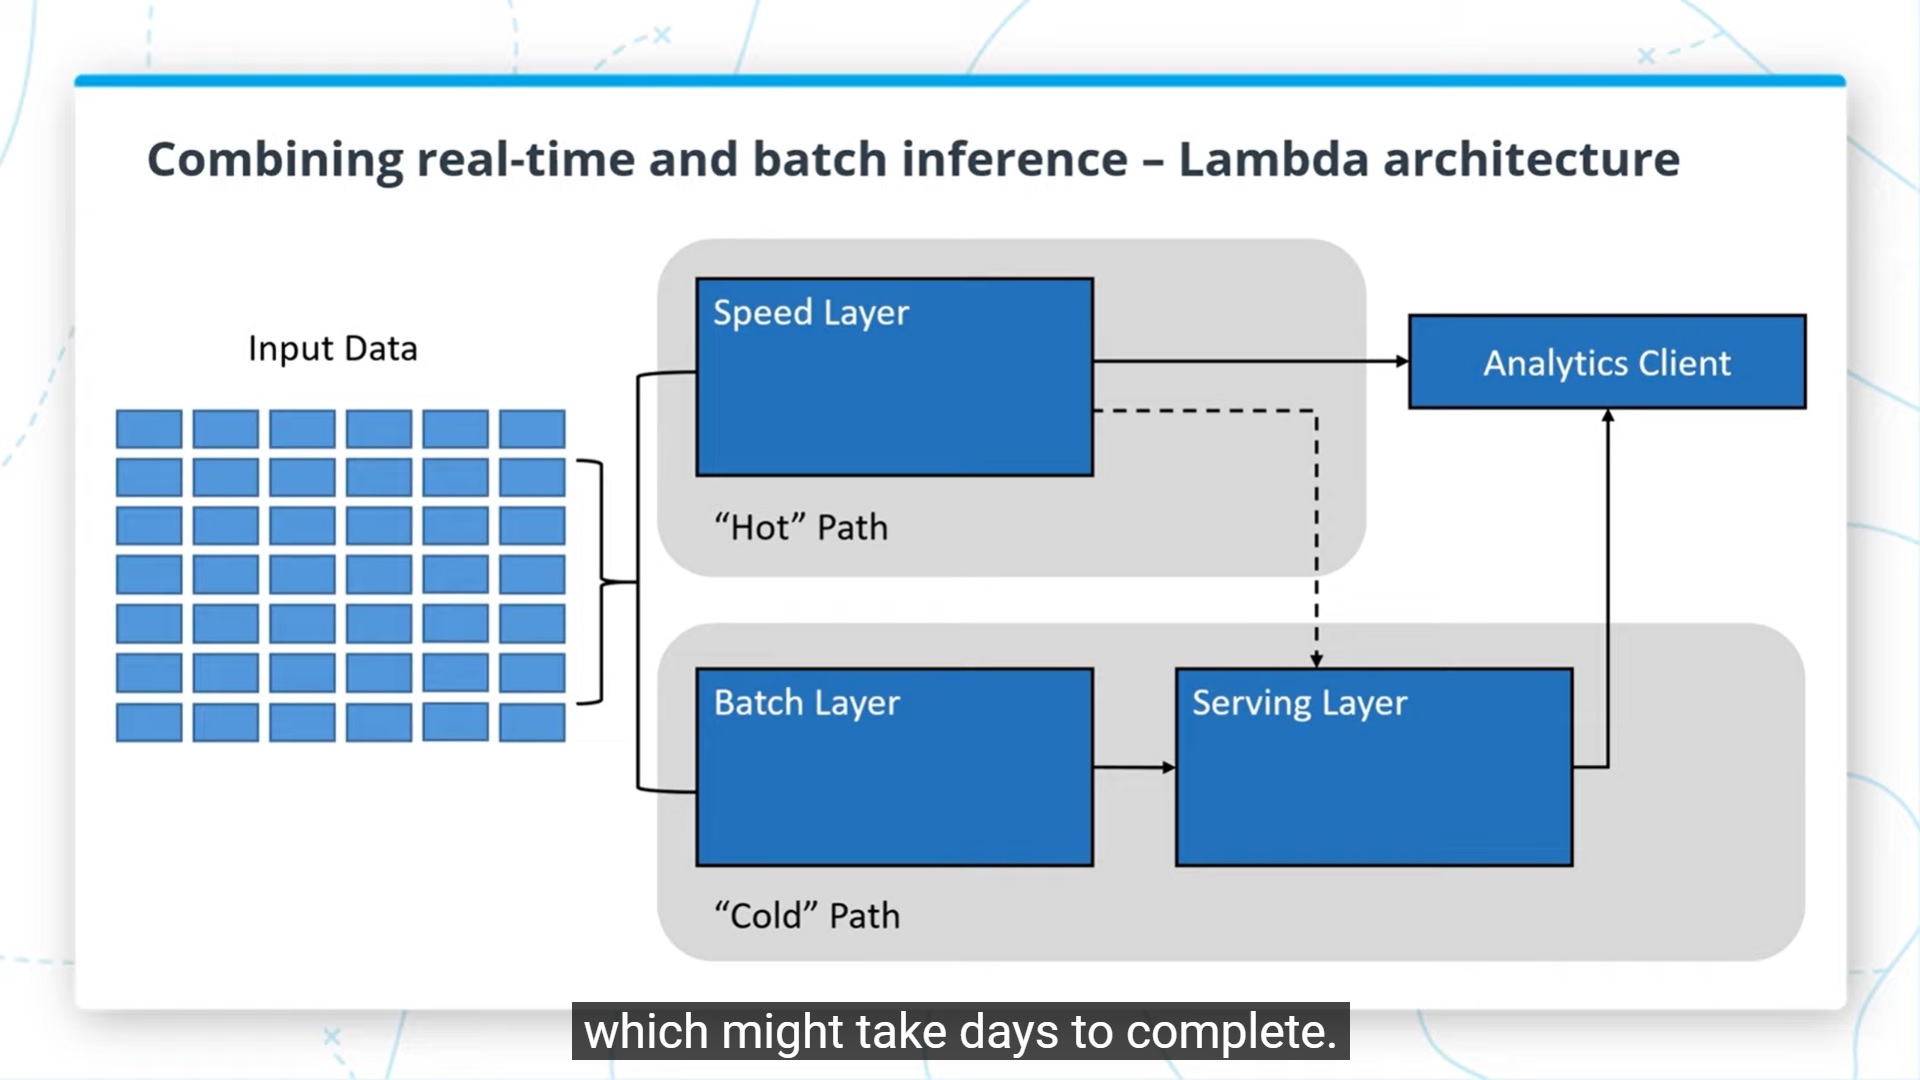 Combining real-time and batch inference – Lambda architecture
Input Data
Speed Layer
“Hot” Path
Analytics Client
Batch Layer
Serving Layer
“Cold” Path
which might take days to complete.